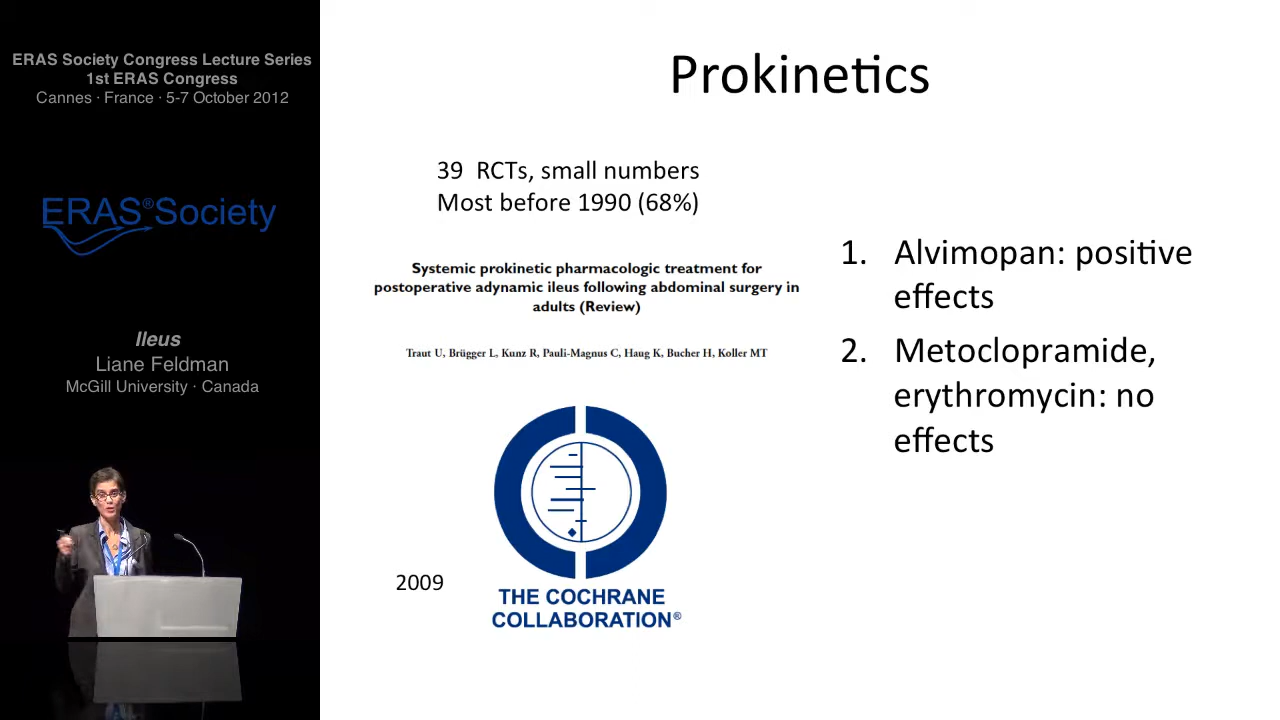 ERAS Society Congress Lecture Series
1st ERAS Congress
Cannes · France · 5-7 October 2012
ERAS®Society
Ileus
Liane Feldman
McGill University · Canada
Prokinetics
39 RCTs, small numbers
Most before 1990 (68%)
Systemic prokinetic pharmacologic treatment for
postoperative adynamic ileus following abdominal surgery in
adults (Review)
Traut U, Brügger L, Kunz R, Pauli-Magnus C, Haug K, Bucher H, Koller MT
2009
THE COCHRANE
COLLABORATION®
1. Alvimopan: positive
effects
2. Metoclopramide,
erythromycin: no
effects